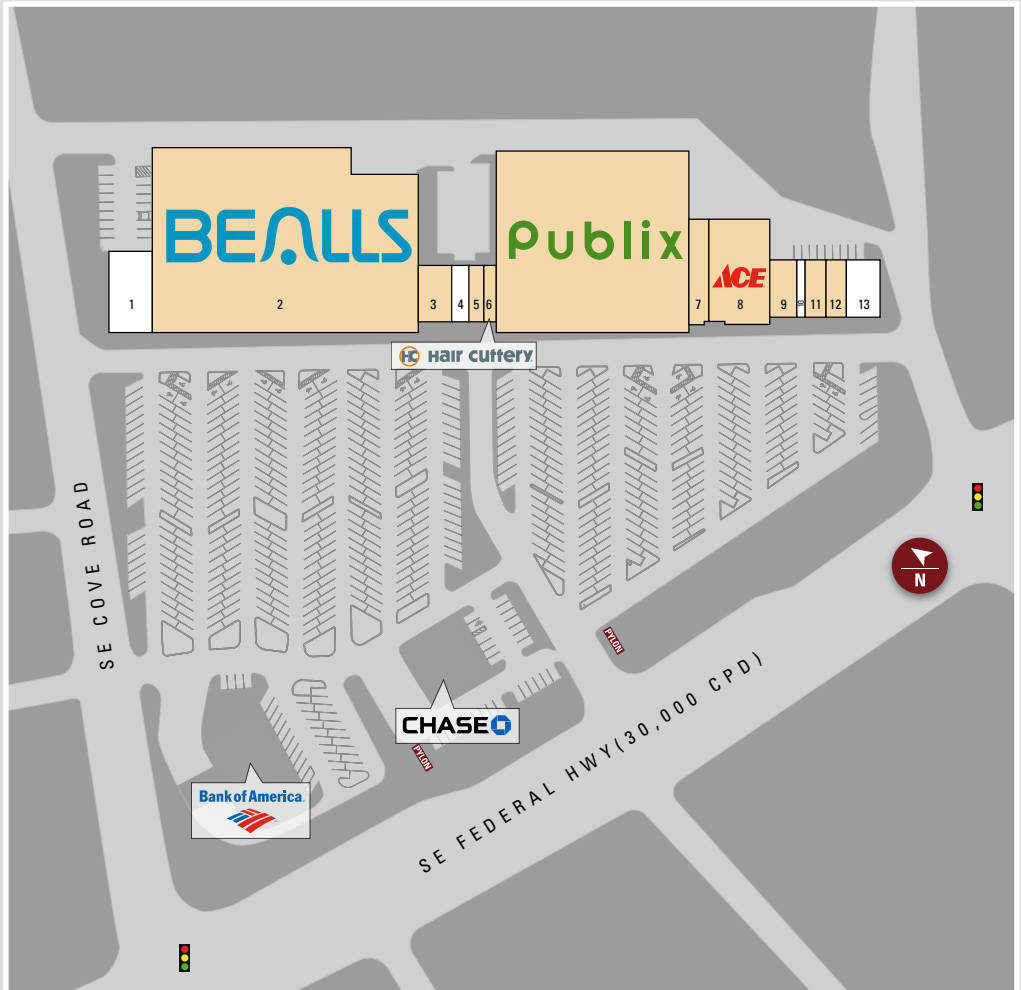 BEALLS
Publix
ACE
1
2
3
4
5
6
7
8
9
10
11
12
13
HC Hair Cuttery
SE COVE ROAD
N
PYLON
CHASE
PYLON
SE FEDERAL HWY(30,000 CPD)
Bank of America